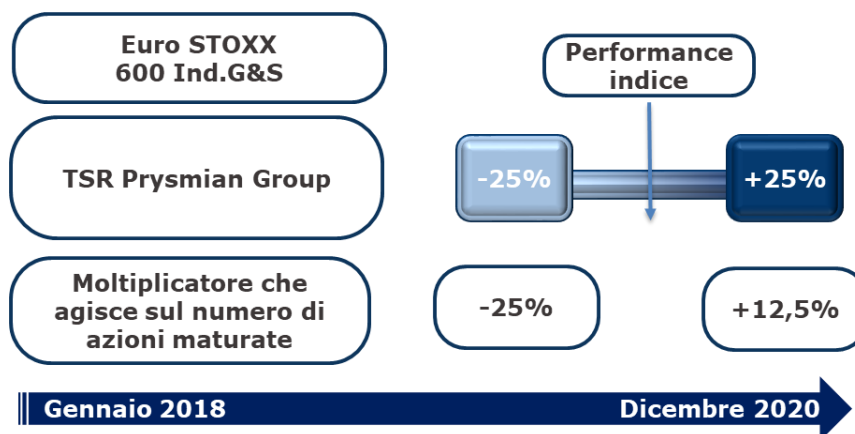 Euro STOXX
600 Ind.G&S
Performance
indice
TSR Prysmian Group
-25%
+25%
Moltiplicatore che
agisce sul numero di
azioni maturate
-25%
+12,5%
Gennaio 2018
Dicembre 2020